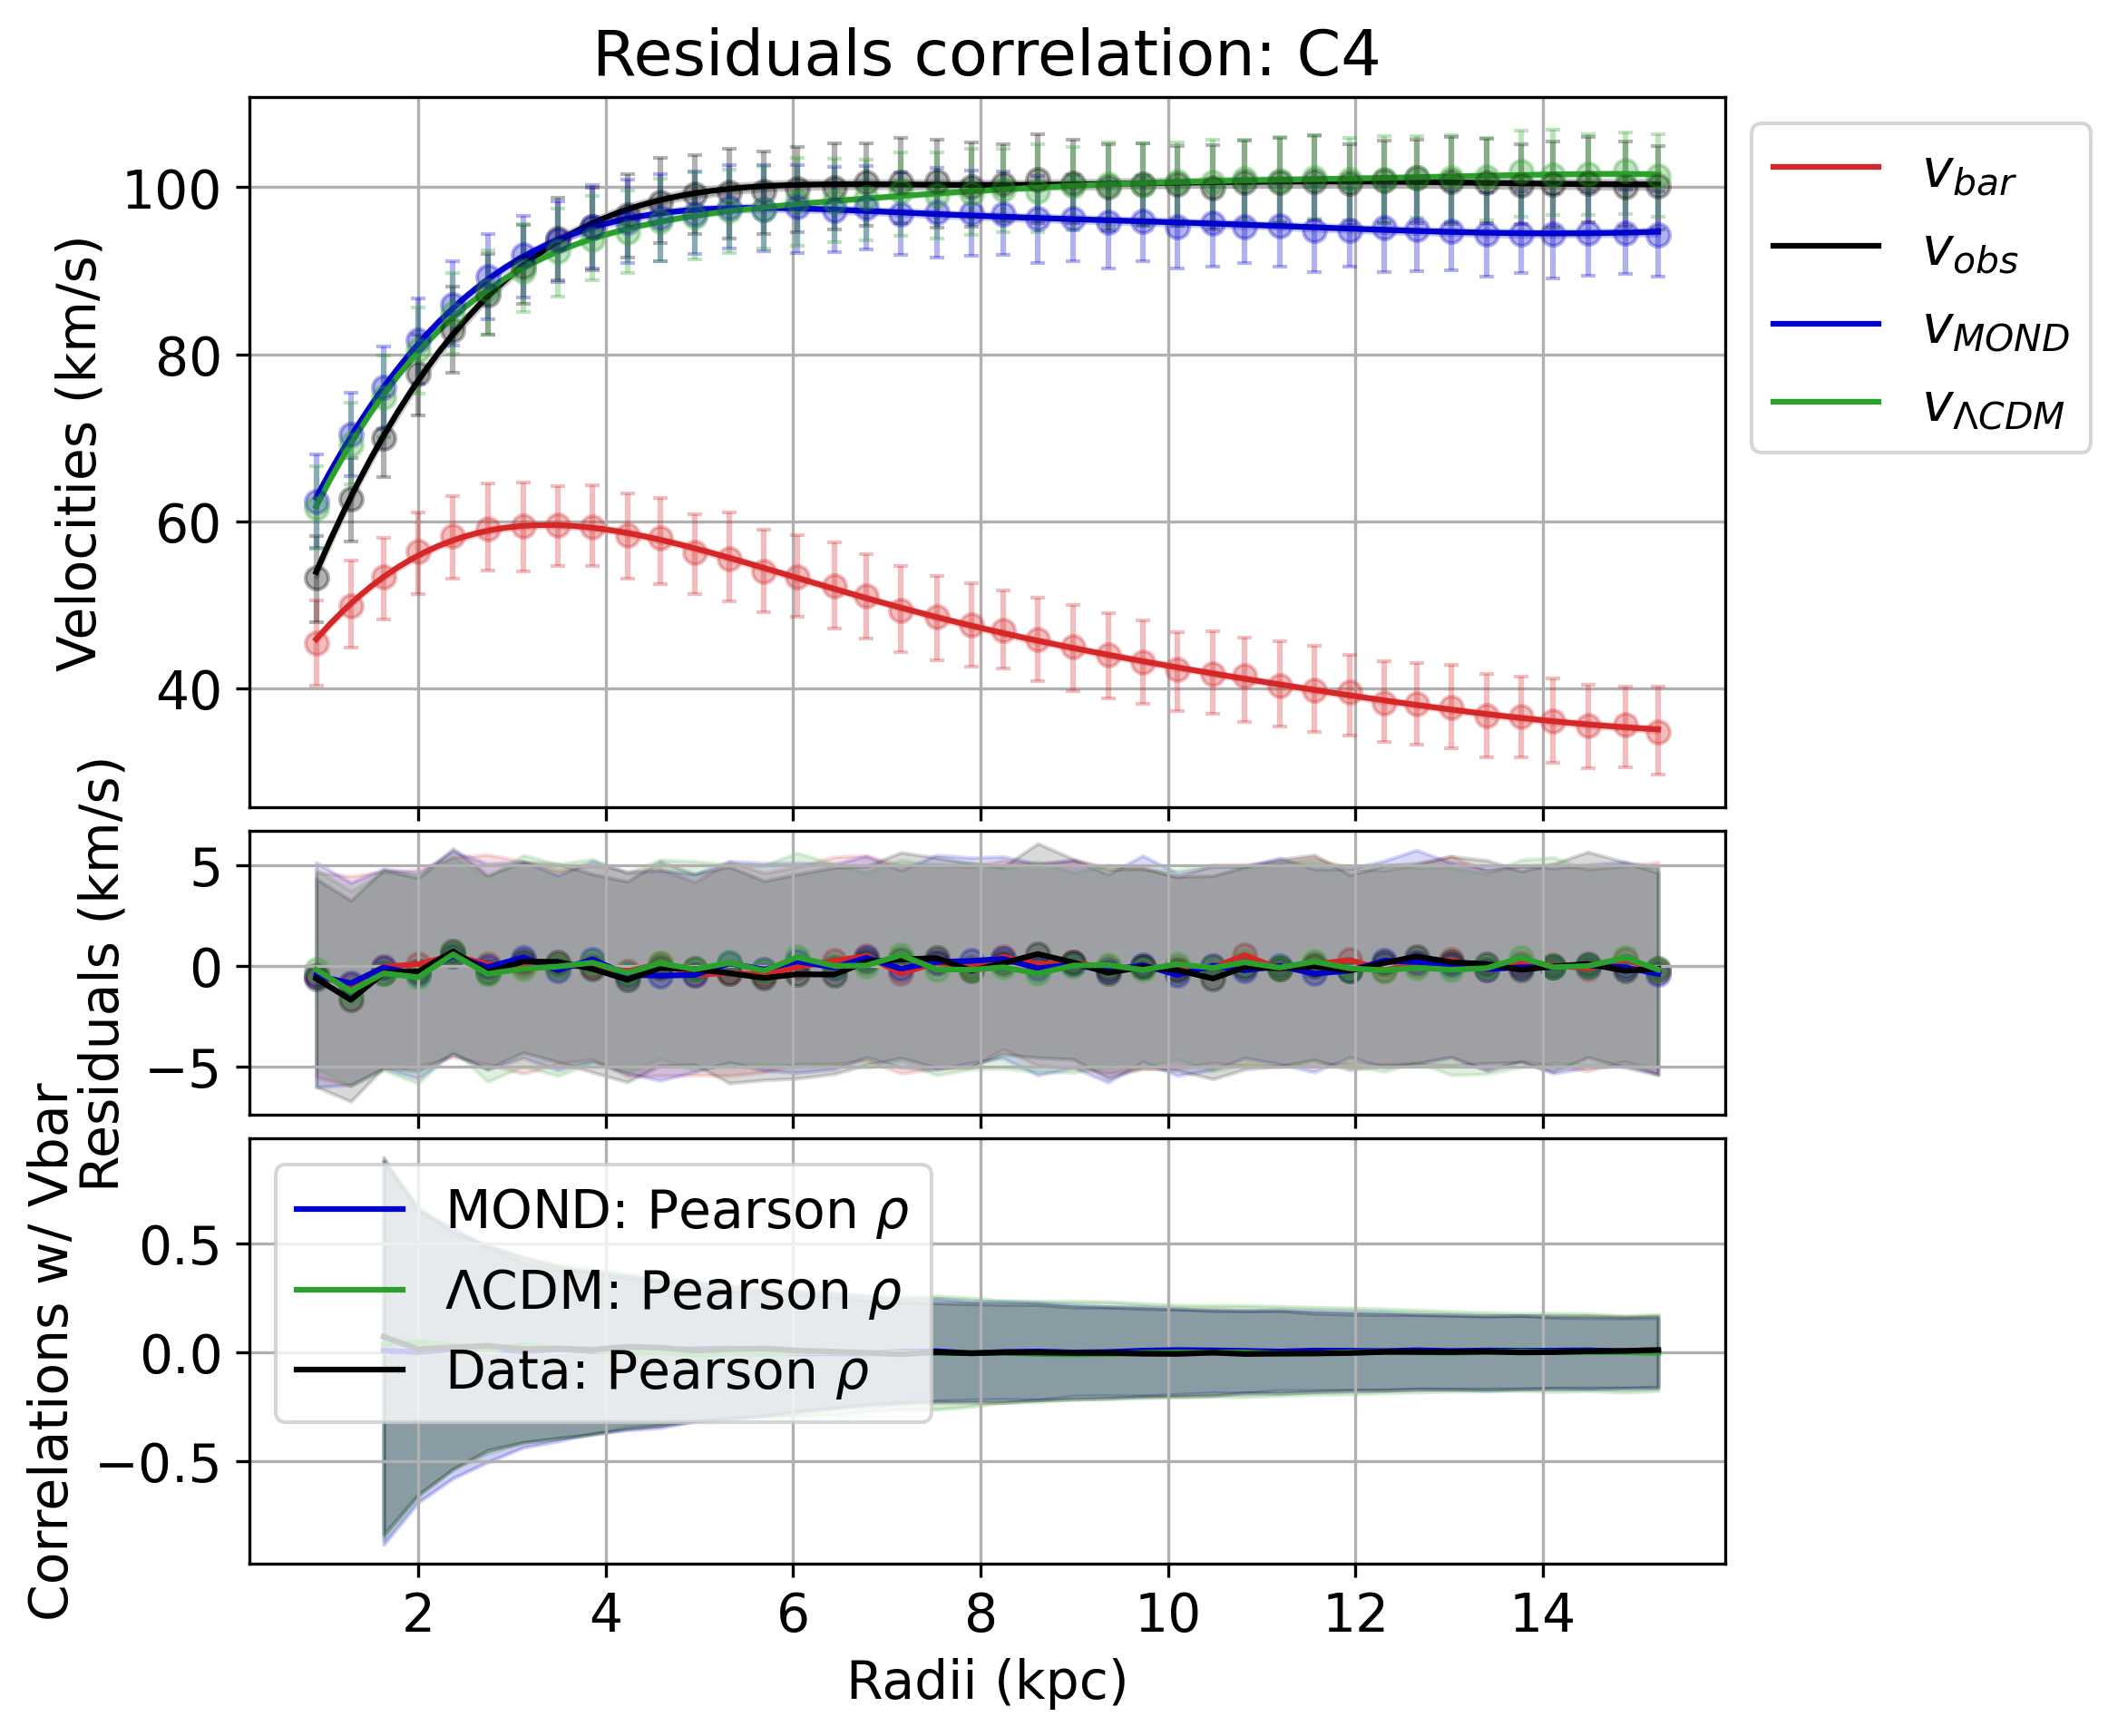 Residuals correlation: C4
Velocities (km/s)
100
80
60
40
v_bar
v_obs
v_MOND
v_ΛCDM
Residuals (km/s)
5
0
−5
Correlations w/ Vbar
0.5
0.0
−0.5
MOND: Pearson ρ
ΛCDM: Pearson ρ
Data: Pearson ρ
2 4 6 8 10 12 14
Radii (kpc)